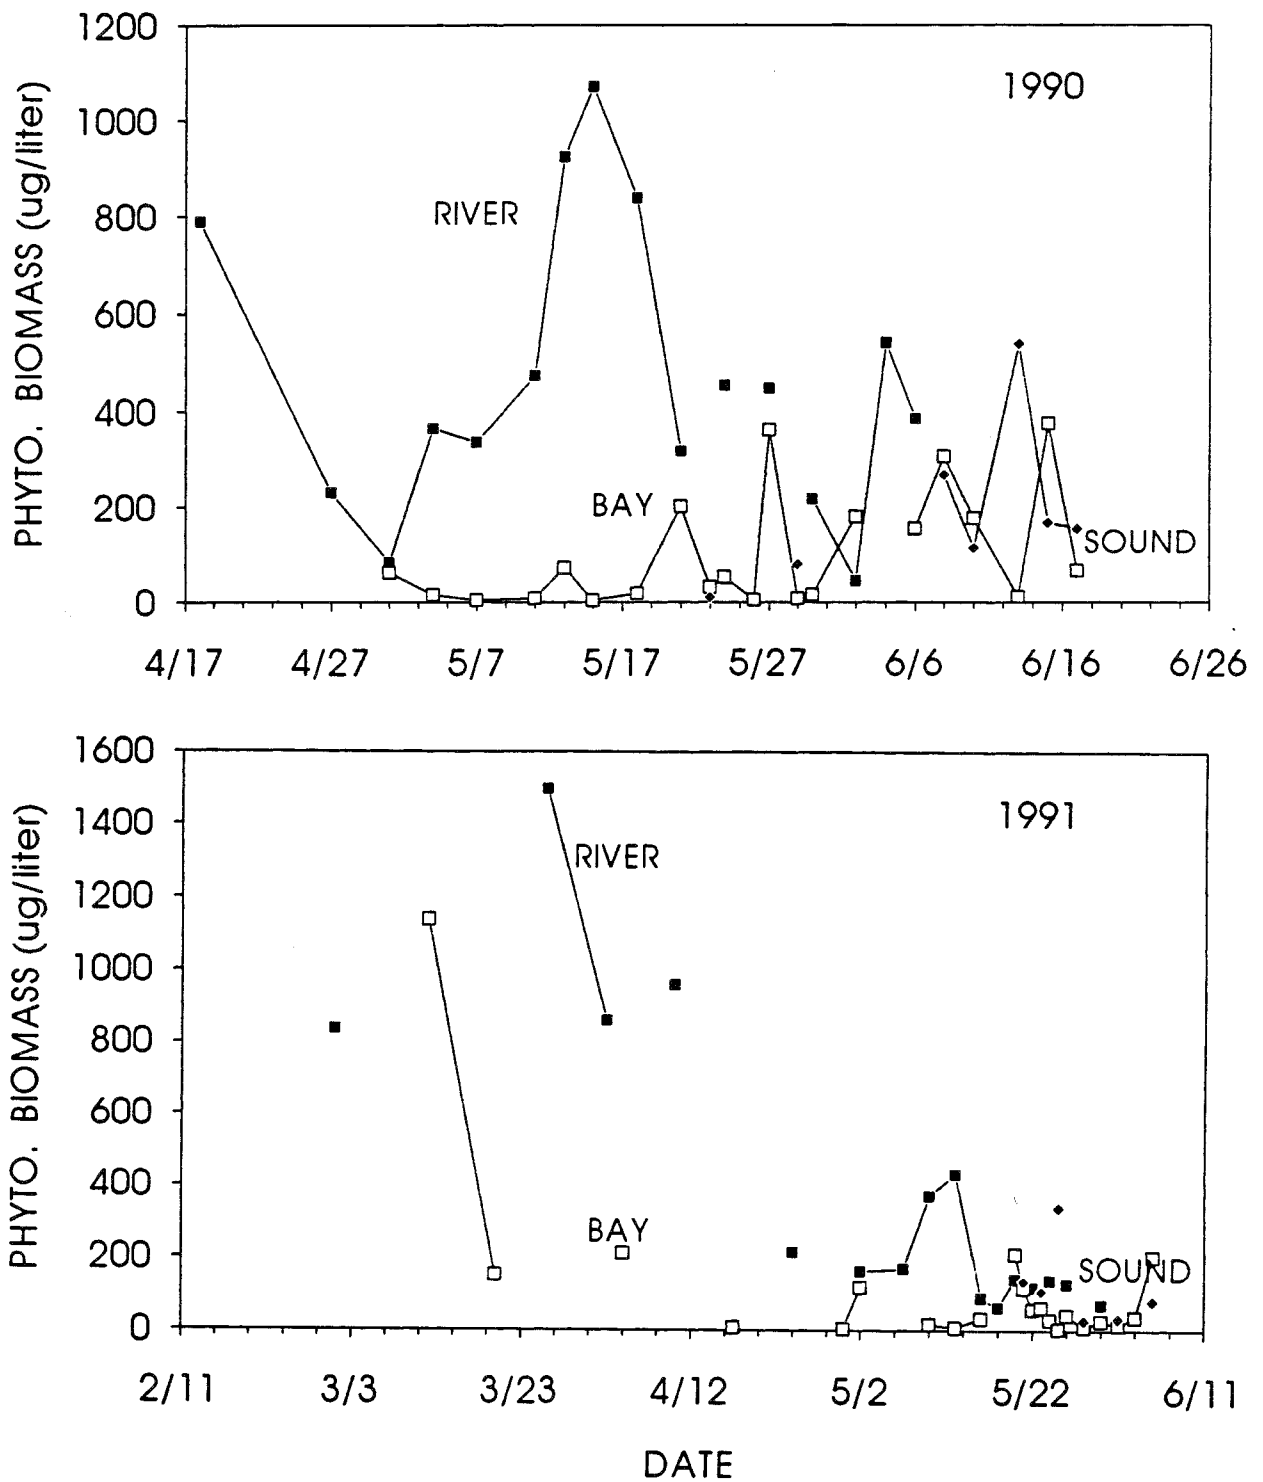 1200
1000
800
600
400
200
0
PHYTO. BIOMASS (ug/liter)
1990
RIVER
BAY
SOUND
4/17 4/27 5/7 5/17 5/27 6/6 6/16 6/26
1600
1400
1200
1000
800
600
400
200
0
PHYTO. BIOMASS (ug/liter)
1991
RIVER
BAY
SOUND
2/11 3/3 3/23 4/12 5/2 5/22 6/11
DATE